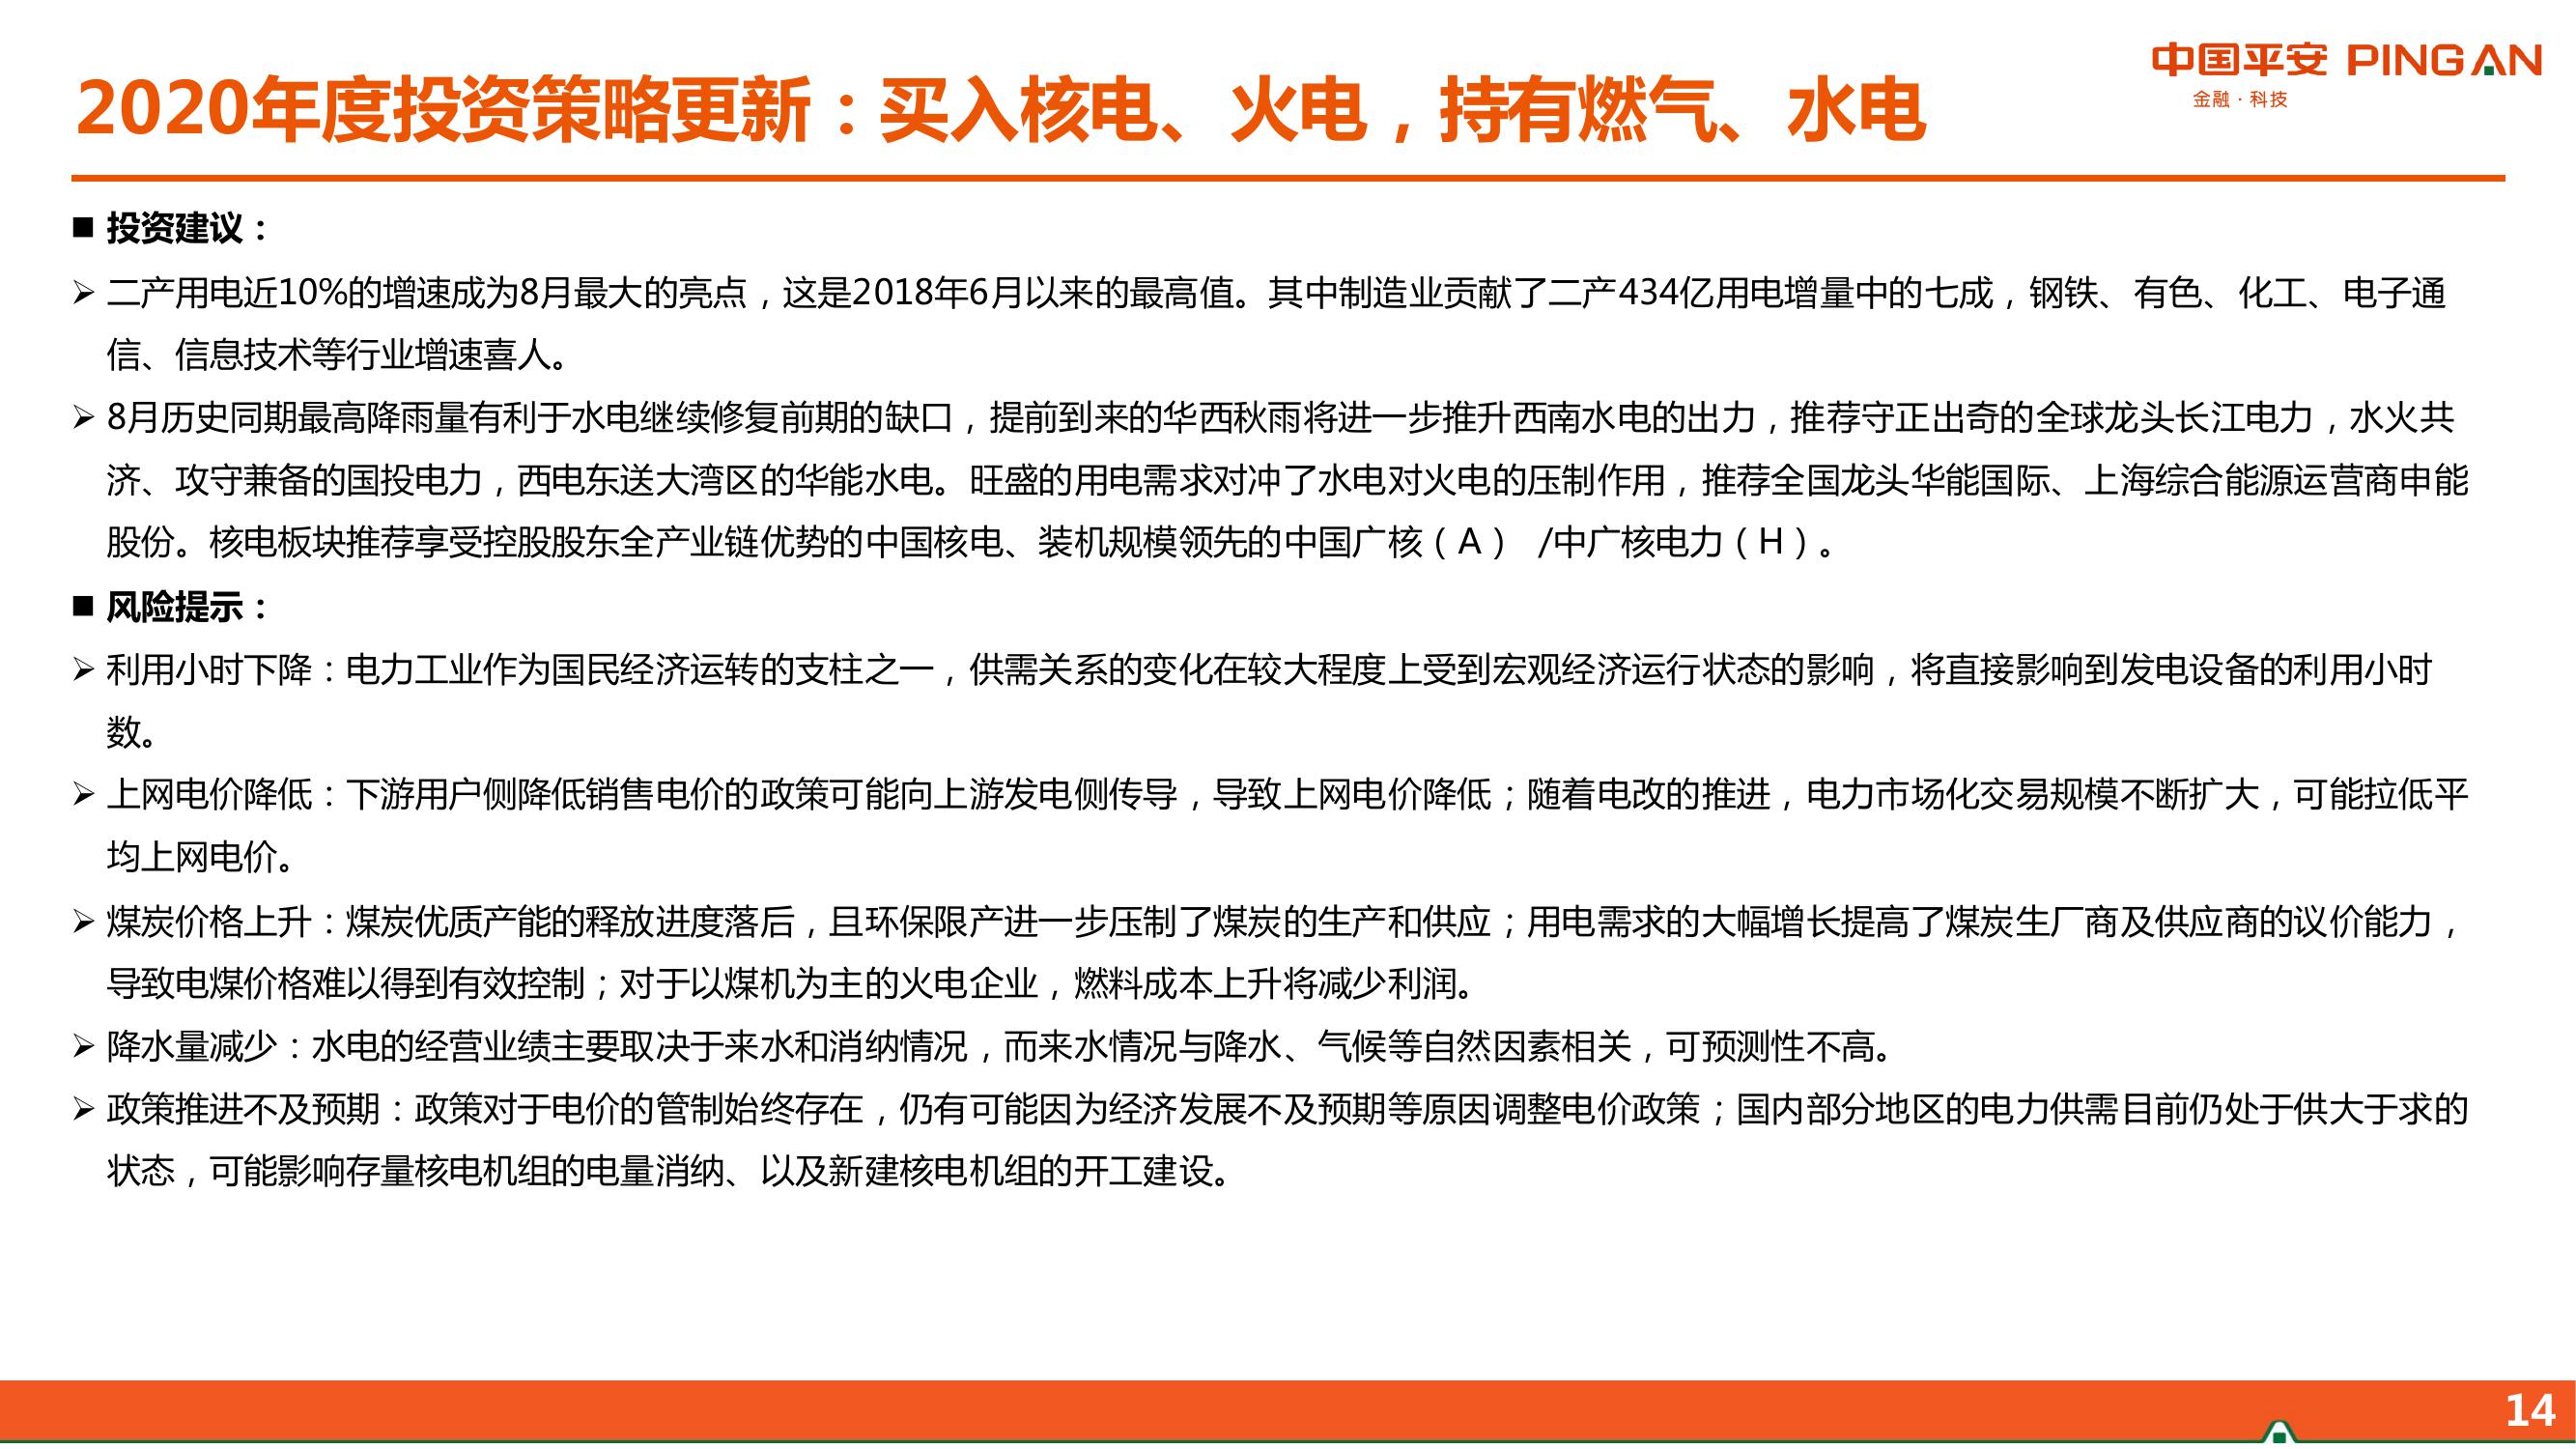 中国平安 PING AN
金融·科技
2020年度投资策略更新：买入核电、火电，持有燃气、水电
■ 投资建议：
➢ 二产用电近10%的增速成为8月最大的亮点，这是2018年6月以来的最高值。其中制造业贡献了二产434亿用电增量中的七成，钢铁、有色、化工、电子通
信、信息技术等行业增速喜人。
➢ 8月历史同期最高降雨量有利于水电继续修复前期的缺口，提前到来的华西秋雨将进一步推升西南水电的出力，推荐守正出奇的全球龙头长江电力，水火共
济、攻守兼备的国投电力，西电东送大湾区的华能水电。旺盛的用电需求对冲了水电对火电的压制作用，推荐全国龙头华能国际、上海综合能源运营商申能
股份。核电板块推荐享受控股股东全产业链优势的中国核电、装机规模领先的中国广核（A） /中广核电力（H）。
■ 风险提示：
➢ 利用小时下降：电力工业作为国民经济运转的支柱之一，供需关系的变化在较大程度上受到宏观经济运行状态的影响，将直接影响到发电设备的利用小时
数。
➢ 上网电价降低：下游用户侧降低销售电价的政策可能向上游发电侧传导，导致上网电价降低；随着电改的推进，电力市场化交易规模不断扩大，可能拉低平
均上网电价。
➢ 煤炭价格上升：煤炭优质产能的释放进度落后，且环保限产进一步压制了煤炭的生产和供应；用电需求的大幅增长提高了煤炭生厂商及供应商的议价能力，
导致电煤价格难以得到有效控制；对于以煤机为主的火电企业，燃料成本上升将减少利润。
➢ 降水量减少：水电的经营业绩主要取决于来水和消纳情况，而来水情况与降水、气候等自然因素相关，可预测性不高。
➢ 政策推进不及预期：政策对于电价的管制始终存在，仍有可能因为经济发展不及预期等原因调整电价政策；国内部分地区的电力供需目前仍处于供大于求的
状态，可能影响存量核电机组的电量消纳、以及新建核电机组的开工建设。
14